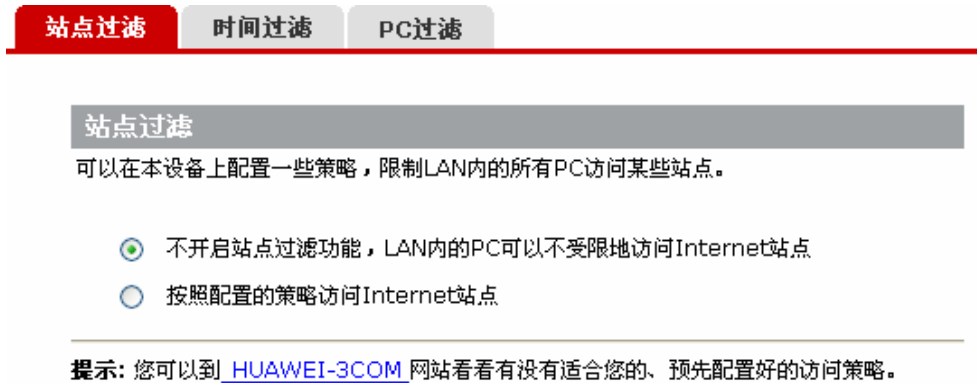 站点过滤 时间过滤 PC过滤
站点过滤
可以在本设备上配置一些策略，限制LAN内的所有PC访问某些站点。
不开启站点过滤功能，LAN内的PC可以不受限地访问Internet站点
按照配置的策略访问Internet站点
提示: 您可以到 HUAWEI-3COM 网站看看有没有适合您的、预先配置好的访问策略。